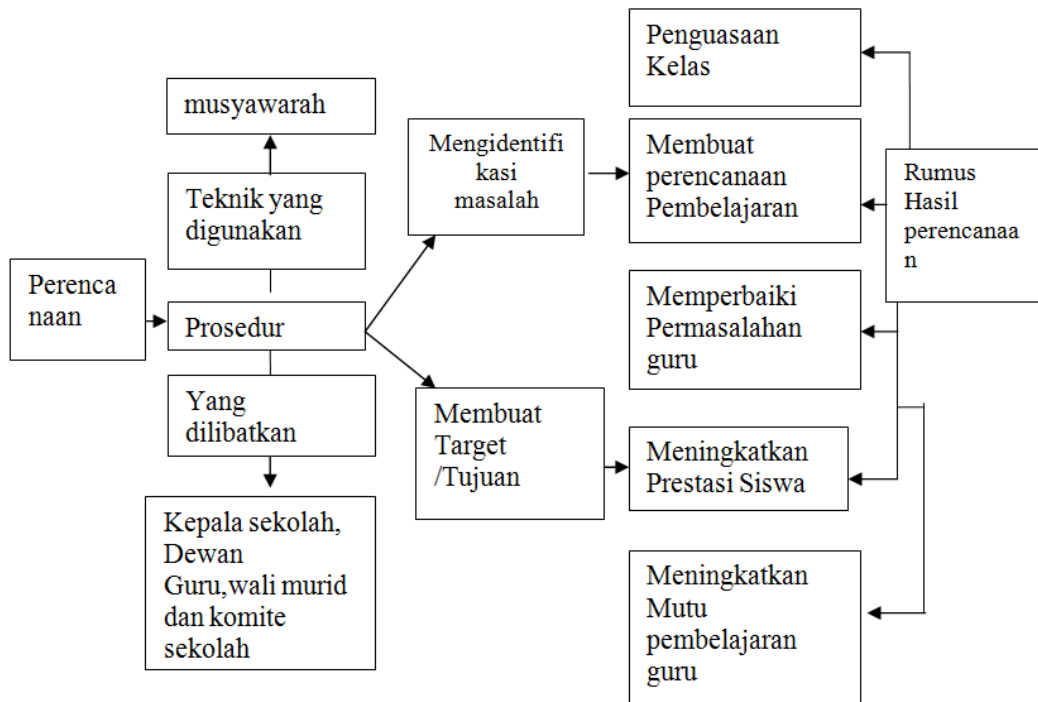 Perenca
naan
musyawarah
Teknik yang
digunakan
Prosedur
Yang
dilibatkan
Kepala sekolah,
Dewan
Guru,wali murid
dan komite
sekolah
Mengidentifi
kasi
masalah
Membuat
Target
/Tujuan
Penguasaan
Kelas
Membuat
perencanaan
Pembelajaran
Memperbaiki
Permasalahan
guru
Meningkatkan
Prestasi Siswa
Meningkatkan
Mutu
pembelajaran
guru
Rumus
Hasil
perencanaa
n